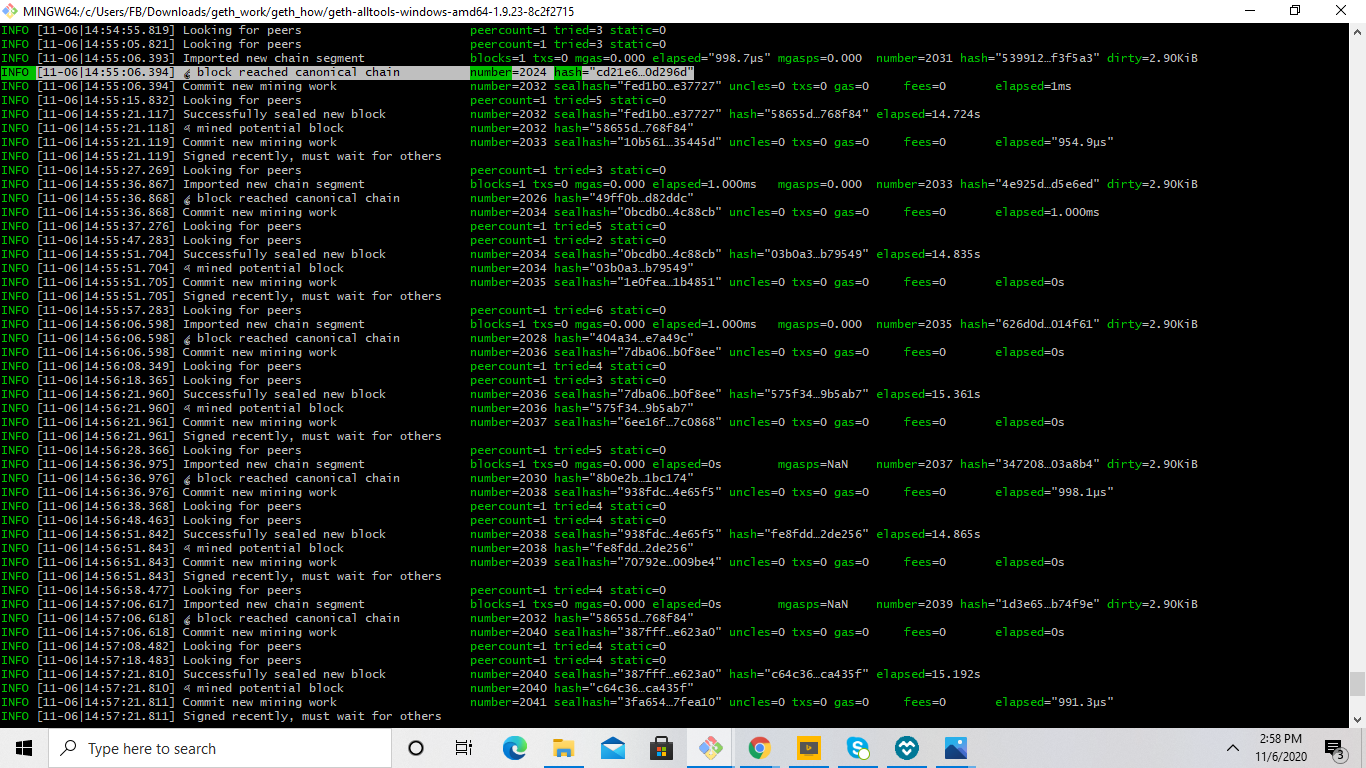 MINGW64:/c/Users/FB/Downloads/geth_work/geth_how/geth-alltools-windows-amd64-1.9.23-8c2f2715
INFO [11-06|14:54:55.819] Looking for peers peercount=1 tried=3 static=0
INFO [11-06|14:55:05.821] Looking for peers peercount=1 tried=3 static=0
INFO [11-06|14:55:06.393] Imported new chain segment blocks=1 txs=0 mgas=0.000 elapsed="998.7µs" mgasps=0.000 number=2031 hash="539912…f3f5a3" dirty=2.90KiB
INFO [11-06|14:55:06.394] 🔗 block reached canonical chain number=2024 hash="cd21e6…0d296d"
INFO [11-06|14:55:06.394] Commit new mining work number=2032 sealhash="fed1b0…e37727" uncles=0 txs=0 gas=0 fees=0 elapsed=1ms
INFO [11-06|14:55:15.832] Looking for peers peercount=1 tried=5 static=0
INFO [11-06|14:55:21.117] Successfully sealed new block number=2032 sealhash="fed1b0…e37727" hash="58655d…768f84" elapsed=14.724s
INFO [11-06|14:55:21.118] 🔨 mined potential block number=2032 hash="58655d…768f84"
INFO [11-06|14:55:21.119] Commit new mining work number=2033 sealhash="10b561…35445d" uncles=0 txs=0 gas=0 fees=0 elapsed="954.9µs"
INFO [11-06|14:55:21.119] Signed recently, must wait for others
INFO [11-06|14:55:27.269] Looking for peers peercount=1 tried=3 static=0
INFO [11-06|14:55:36.867] Imported new chain segment blocks=1 txs=0 mgas=0.000 elapsed=1.000ms mgasps=0.000 number=2033 hash="4e925d…d5e6ed" dirty=2.90KiB
INFO [11-06|14:55:36.868] 🔗 block reached canonical chain number=2026 hash="49ff0b…d82ddc"
INFO [11-06|14:55:36.868] Commit new mining work number=2034 sealhash="0bcdb0…4c88cb" uncles=0 txs=0 gas=0 fees=0 elapsed=1.000ms
INFO [11-06|14:55:37.276] Looking for peers peercount=1 tried=5 static=0
INFO [11-06|14:55:47.283] Looking for peers peercount=1 tried=2 static=0
INFO [11-06|14:55:51.704] Successfully sealed new block number=2034 sealhash="0bcdb0…4c88cb" hash="03b0a3…b79549" elapsed=14.835s
INFO [11-06|14:55:51.704] 🔨 mined potential block number=2034 hash="03b0a3…b79549"
INFO [11-06|14:55:51.705] Commit new mining work number=2035 sealhash="1e0fea…1b4851" uncles=0 txs=0 gas=0 fees=0 elapsed=0s
INFO [11-06|14:55:51.705] Signed recently, must wait for others
INFO [11-06|14:55:57.283] Looking for peers peercount=1 tried=6 static=0
INFO [11-06|14:56:06.598] Imported new chain segment blocks=1 txs=0 mgas=0.000 elapsed=1.000ms mgasps=0.000 number=2035 hash="626d0d…014f61" dirty=2.90KiB
INFO [11-06|14:56:06.598] 🔗 block reached canonical chain number=2028 hash="404a34…e7a49c"
INFO [11-06|14:56:06.598] Commit new mining work number=2036 sealhash="7dba06…b0f8ee" uncles=0 txs=0 gas=0 fees=0 elapsed=0s
INFO [11-06|14:56:08.349] Looking for peers peercount=1 tried=4 static=0
INFO [11-06|14:56:18.365] Looking for peers peercount=1 tried=3 static=0
INFO [11-06|14:56:21.960] Successfully sealed new block number=2036 sealhash="7dba06…b0f8ee" hash="575f34…9b5ab7" elapsed=15.361s
INFO [11-06|14:56:21.960] 🔨 mined potential block number=2036 hash="575f34…9b5ab7"
INFO [11-06|14:56:21.961] Commit new mining work number=2037 sealhash="6ee16f…7c0868" uncles=0 txs=0 gas=0 fees=0 elapsed=0s
INFO [11-06|14:56:21.961] Signed recently, must wait for others
INFO [11-06|14:56:28.366] Looking for peers peercount=1 tried=5 static=0
INFO [11-06|14:56:36.975] Imported new chain segment blocks=1 txs=0 mgas=0.000 elapsed=0s mgasps=NaN number=2037 hash="347208…03a8b4" dirty=2.90KiB
INFO [11-06|14:56:36.976] 🔗 block reached canonical chain number=2030 hash="8b0e2b…1bc174"
INFO [11-06|14:56:36.976] Commit new mining work number=2038 sealhash="938fdc…4e65f5" uncles=0 txs=0 gas=0 fees=0 elapsed="998.1µs"
INFO [11-06|14:56:38.368] Looking for peers peercount=1 tried=4 static=0
INFO [11-06|14:56:48.463] Looking for peers peercount=1 tried=4 static=0
INFO [11-06|14:56:51.842] Successfully sealed new block number=2038 sealhash="938fdc…4e65f5" hash="fe8fdd…2de256" elapsed=14.865s
INFO [11-06|14:56:51.843] 🔨 mined potential block number=2038 hash="fe8fdd…2de256"
INFO [11-06|14:56:51.843] Commit new mining work number=2039 sealhash="70792e…009be4" uncles=0 txs=0 gas=0 fees=0 elapsed=0s
INFO [11-06|14:56:51.843] Signed recently, must wait for others
INFO [11-06|14:56:58.477] Looking for peers peercount=1 tried=4 static=0
INFO [11-06|14:57:06.617] Imported new chain segment blocks=1 txs=0 mgas=0.000 elapsed=0s mgasps=NaN number=2039 hash="1d3e65…b74f9e" dirty=2.90KiB
INFO [11-06|14:57:06.618] 🔗 block reached canonical chain number=2032 hash="58655d…768f84"
INFO [11-06|14:57:06.618] Commit new mining work number=2040 sealhash="387fff…e623a0" uncles=0 txs=0 gas=0 fees=0 elapsed=0s
INFO [11-06|14:57:08.482] Looking for peers peercount=1 tried=4 static=0
INFO [11-06|14:57:18.483] Looking for peers peercount=1 tried=4 static=0
INFO [11-06|14:57:21.810] Successfully sealed new block number=2040 sealhash="387fff…e623a0" hash="c64c36…ca435f" elapsed=15.192s
INFO [11-06|14:57:21.810] 🔨 mined potential block number=2040 hash="c64c36…ca435f"
INFO [11-06|14:57:21.811] Commit new mining work number=2041 sealhash="3fa654…7fea10" uncles=0 txs=0 gas=0 fees=0 elapsed="991.3µs"
INFO [11-06|14:57:21.811] Signed recently, must wait for others
Type here to search
2:58 PM
11/6/2020
3